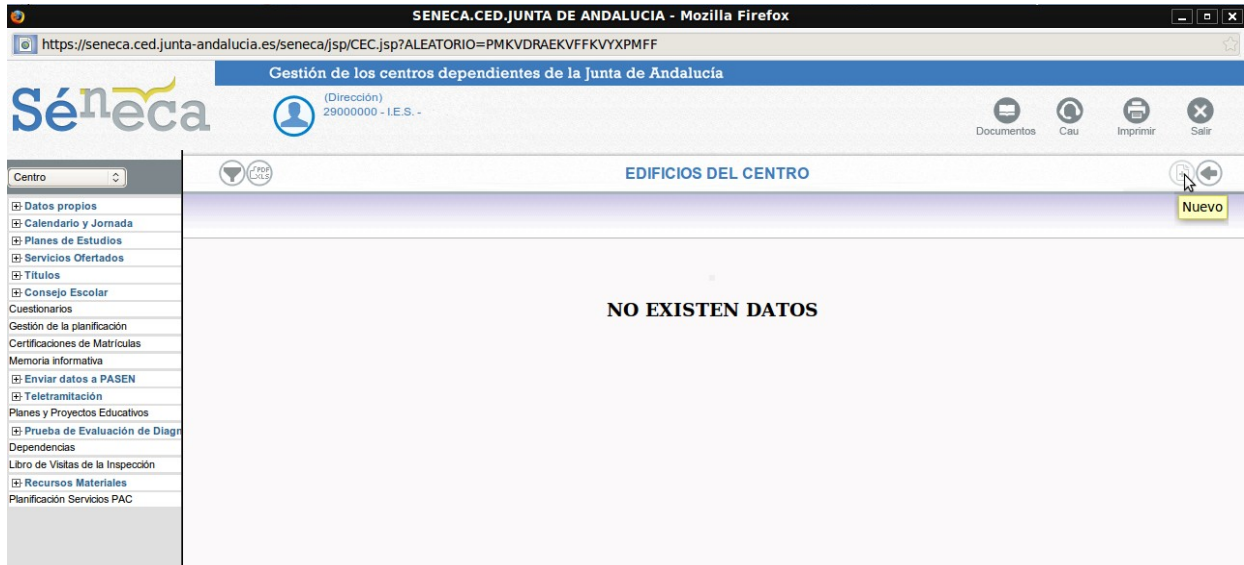 SENECA.CED.JUNTA DE ANDALUCIA - Mozilla Firefox
https://seneca.ced.junta-andalucia.es/seneca/jsp/CEC.jsp?ALEATORIO=PMKVDRAEKVFFKVYXPMFF
Gestión de los centros dependientes de la Junta de Andalucía
Séneca
(Dirección)
29000000 - I.E.S. -
Documentos Cau Imprimir Salir
Centro
PDF
XLS
EDIFICIOS DEL CENTRO
Nuevo
Datos propios
Calendario y Jornada
Planes de Estudios
Servicios Ofertados
Títulos
Consejo Escolar
Cuestionarios
Gestión de la planificación
Certificaciones de Matrículas
Memoria informativa
Enviar datos a PASEN
Teletramitación
Planes y Proyectos Educativos
Prueba de Evaluación de Diagn
Dependencias
Libro de Visitas de la Inspección
Recursos Materiales
Planificación Servicios PAC
NO EXISTEN DATOS